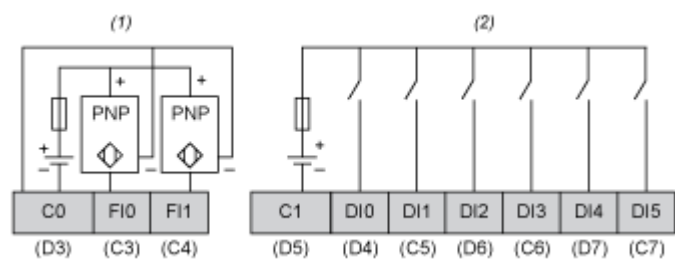 (1) (2)
+ + +
PNP PNP
+ +
− − − −
C0 FI0 FI1 C1 DI0 DI1 DI2 DI3 DI4 DI5
(D3) (C3) (C4) (D5) (D4) (C5) (D6) (C6) (D7) (C7)